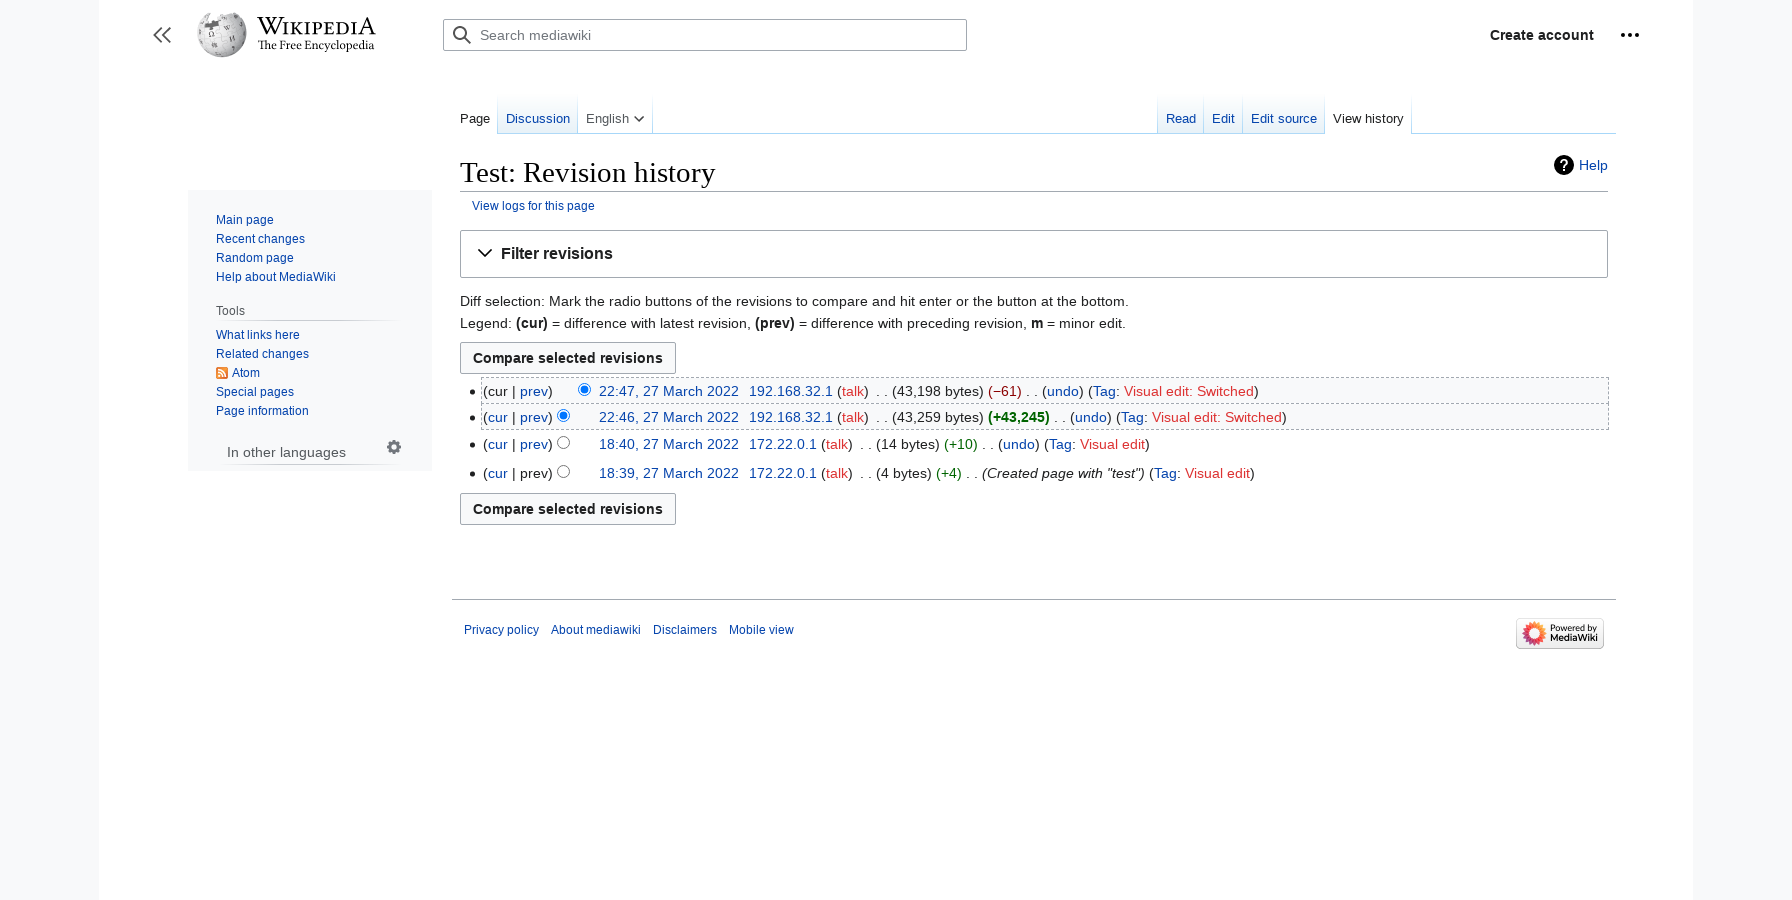 WIKIPEDIA
The Free Encyclopedia
Search mediawiki
Create account
Page
Discussion
English
Read
Edit
Edit source
View history
Test: Revision history
Help
View logs for this page
Main page
Recent changes
Random page
Help about MediaWiki
Tools
What links here
Related changes
Atom
Special pages
Page information
In other languages
Filter revisions
Diff selection: Mark the radio buttons of the revisions to compare and hit enter or the button at the bottom.
Legend: (cur) = difference with latest revision, (prev) = difference with preceding revision, m = minor edit.
Compare selected revisions
(cur | prev) 22:47, 27 March 2022 192.168.32.1 (talk) . . (43,198 bytes) (−61) . . (undo) (Tag: Visual edit: Switched)
(cur | prev) 22:46, 27 March 2022 192.168.32.1 (talk) . . (43,259 bytes) (+43,245) . . (undo) (Tag: Visual edit: Switched)
(cur | prev) 18:40, 27 March 2022 172.22.0.1 (talk) . . (14 bytes) (+10) . . (undo) (Tag: Visual edit)
(cur | prev) 18:39, 27 March 2022 172.22.0.1 (talk) . . (4 bytes) (+4) . . (Created page with "test") (Tag: Visual edit)
Compare selected revisions
Privacy policy
About mediawiki
Disclaimers
Mobile view
Powered by
MediaWiki